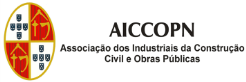 AICCOPN
Associação dos Industriais da Construção
Civil e Obras Públicas